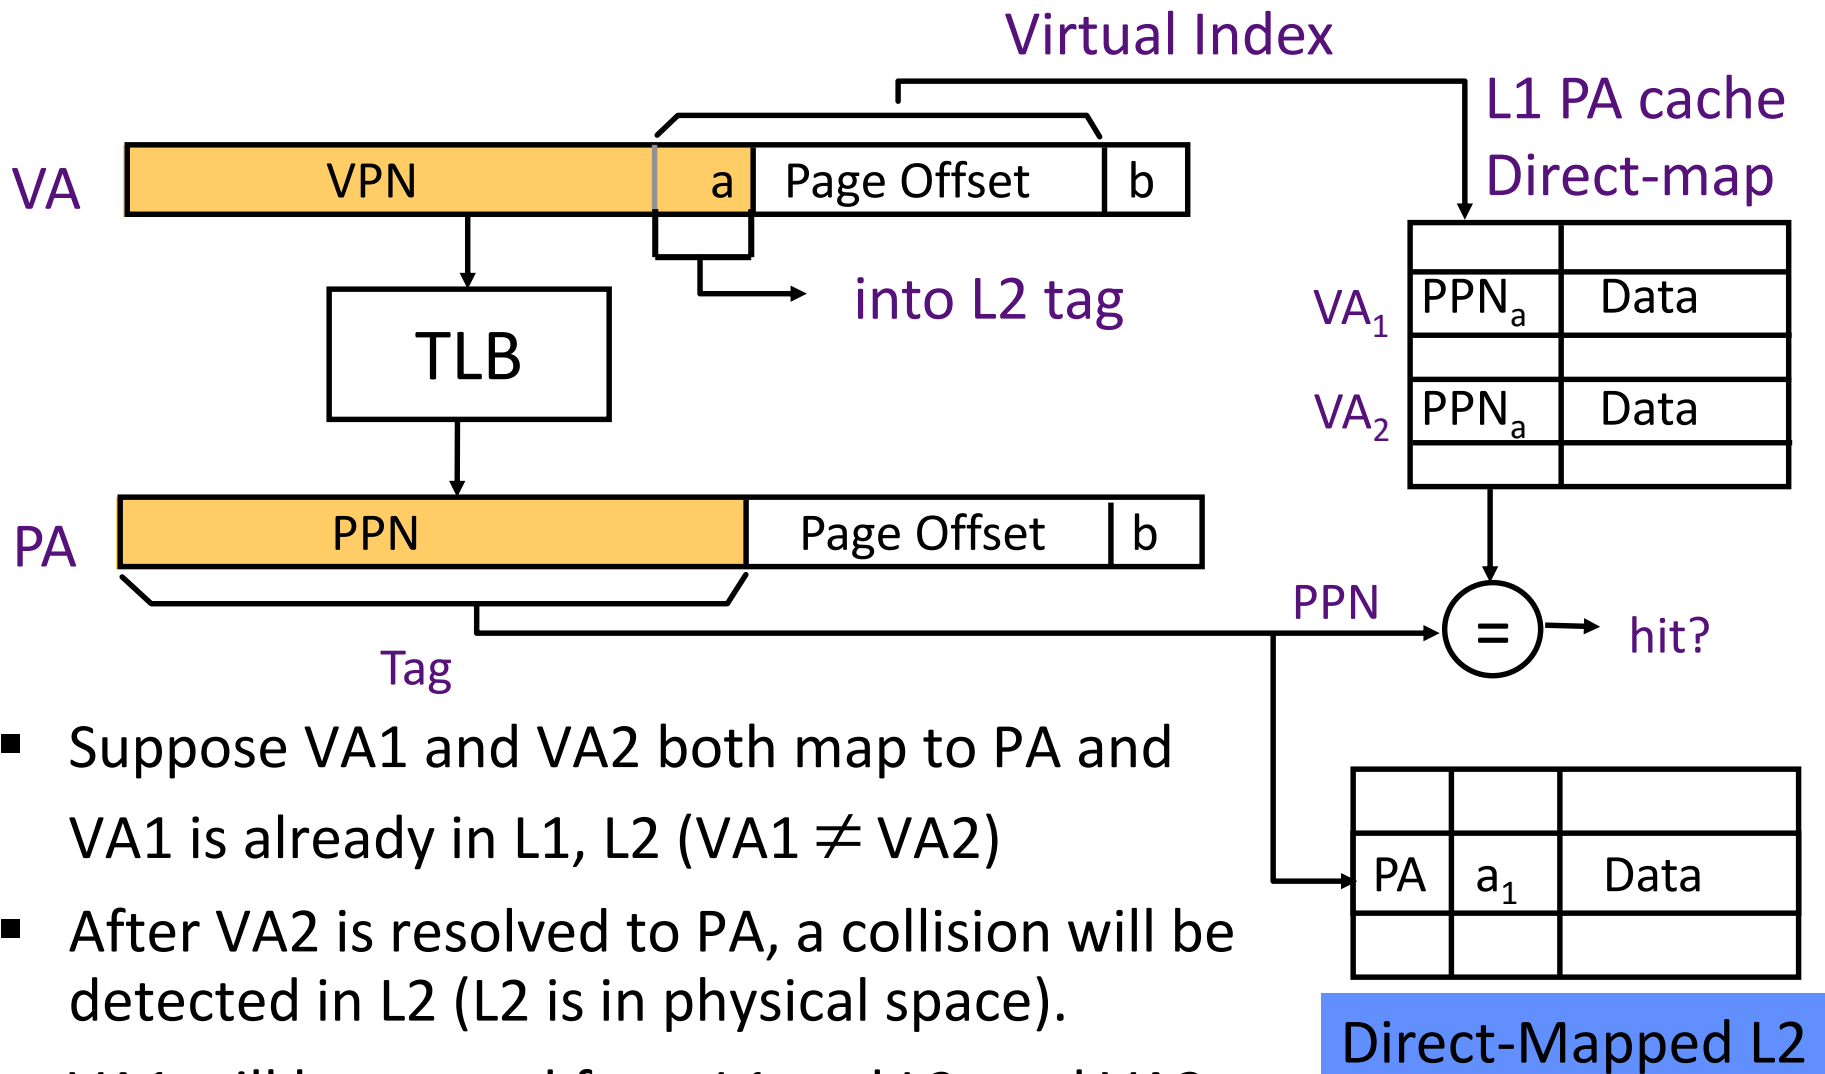 Virtual Index
L1 PA cache
Direct-map
VA
VPN
a
Page Offset
b
into L2 tag
TLB
VA1
PPNa
Data
VA2
PPNa
Data
PA
PPN
Page Offset
b
PPN
=
hit?
Tag
▪ Suppose VA1 and VA2 both map to PA and
VA1 is already in L1, L2 (VA1 ≠ VA2)
▪ After VA2 is resolved to PA, a collision will be
detected in L2 (L2 is in physical space).
PA
a1
Data
Direct-Mapped L2